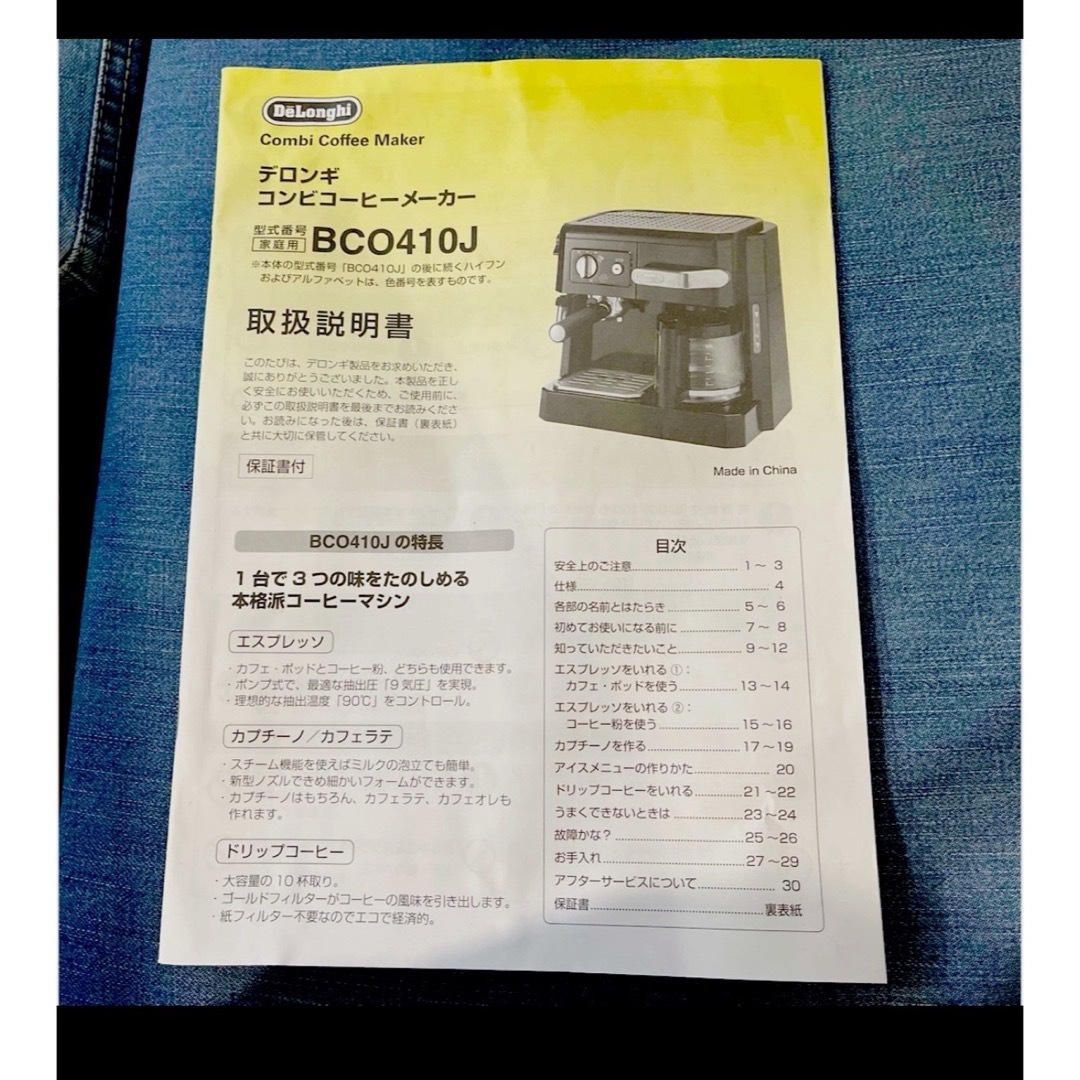 DeLonghi
Combi Coffee Maker
デロンギ
コンビコーヒーメーカー
型式番号
家庭用
BCO410J
※本体の型式番号「BCO410J」の後に続くハイフン
およびアルファベットは、色番号を表すものです。
取扱説明書
このたびは、デロンギ製品をお求めいただき、
誠にありがとうございました。本製品を正し
く安全にお使いいただくため、ご使用前に、
必ずこの取扱説明書を最後までお読みくださ
い。お読みになった後は、保証書（裏表紙）
と共に大切に保管してください。
保証書付
Made in China
BCO410J の特長
1台で3つの味をたのしめる
本格派コーヒーマシン
エスプレッソ
・カフェ・ポッドとコーヒー粉、どちらも使用できます。
・ポンプ式で、最適な抽出圧「9気圧」を実現。
・理想的な抽出温度「90℃」をコントロール。
カプチーノ／カフェラテ
・スチーム機能を使えばミルクの泡立ても簡単。
・新型ノズルできめ細かいフォームができます。
・カプチーノはもちろん、カフェラテ、カフェオレも
作れます。
ドリップコーヒー
・大容量の10杯取り。
・ゴールドフィルターがコーヒーの風味を引き出します。
・紙フィルター不要なのでエコで経済的。
目次
安全上のご注意 1～3
仕様 4
各部の名前とはたらき 5～6
初めてお使いになる前に 7～8
知っていただきたいこと 9～12
エスプレッソをいれる①：
カフェ・ポッドを使う 13～14
エスプレッソをいれる②：
コーヒー粉を使う 15～16
カプチーノを作る 17～19
アイスメニューの作りかた 20
ドリップコーヒーをいれる 21～22
うまくできないときは 23～24
故障かな？ 25～26
お手入れ 27～29
アフターサービスについて 30
保証書 裏表紙